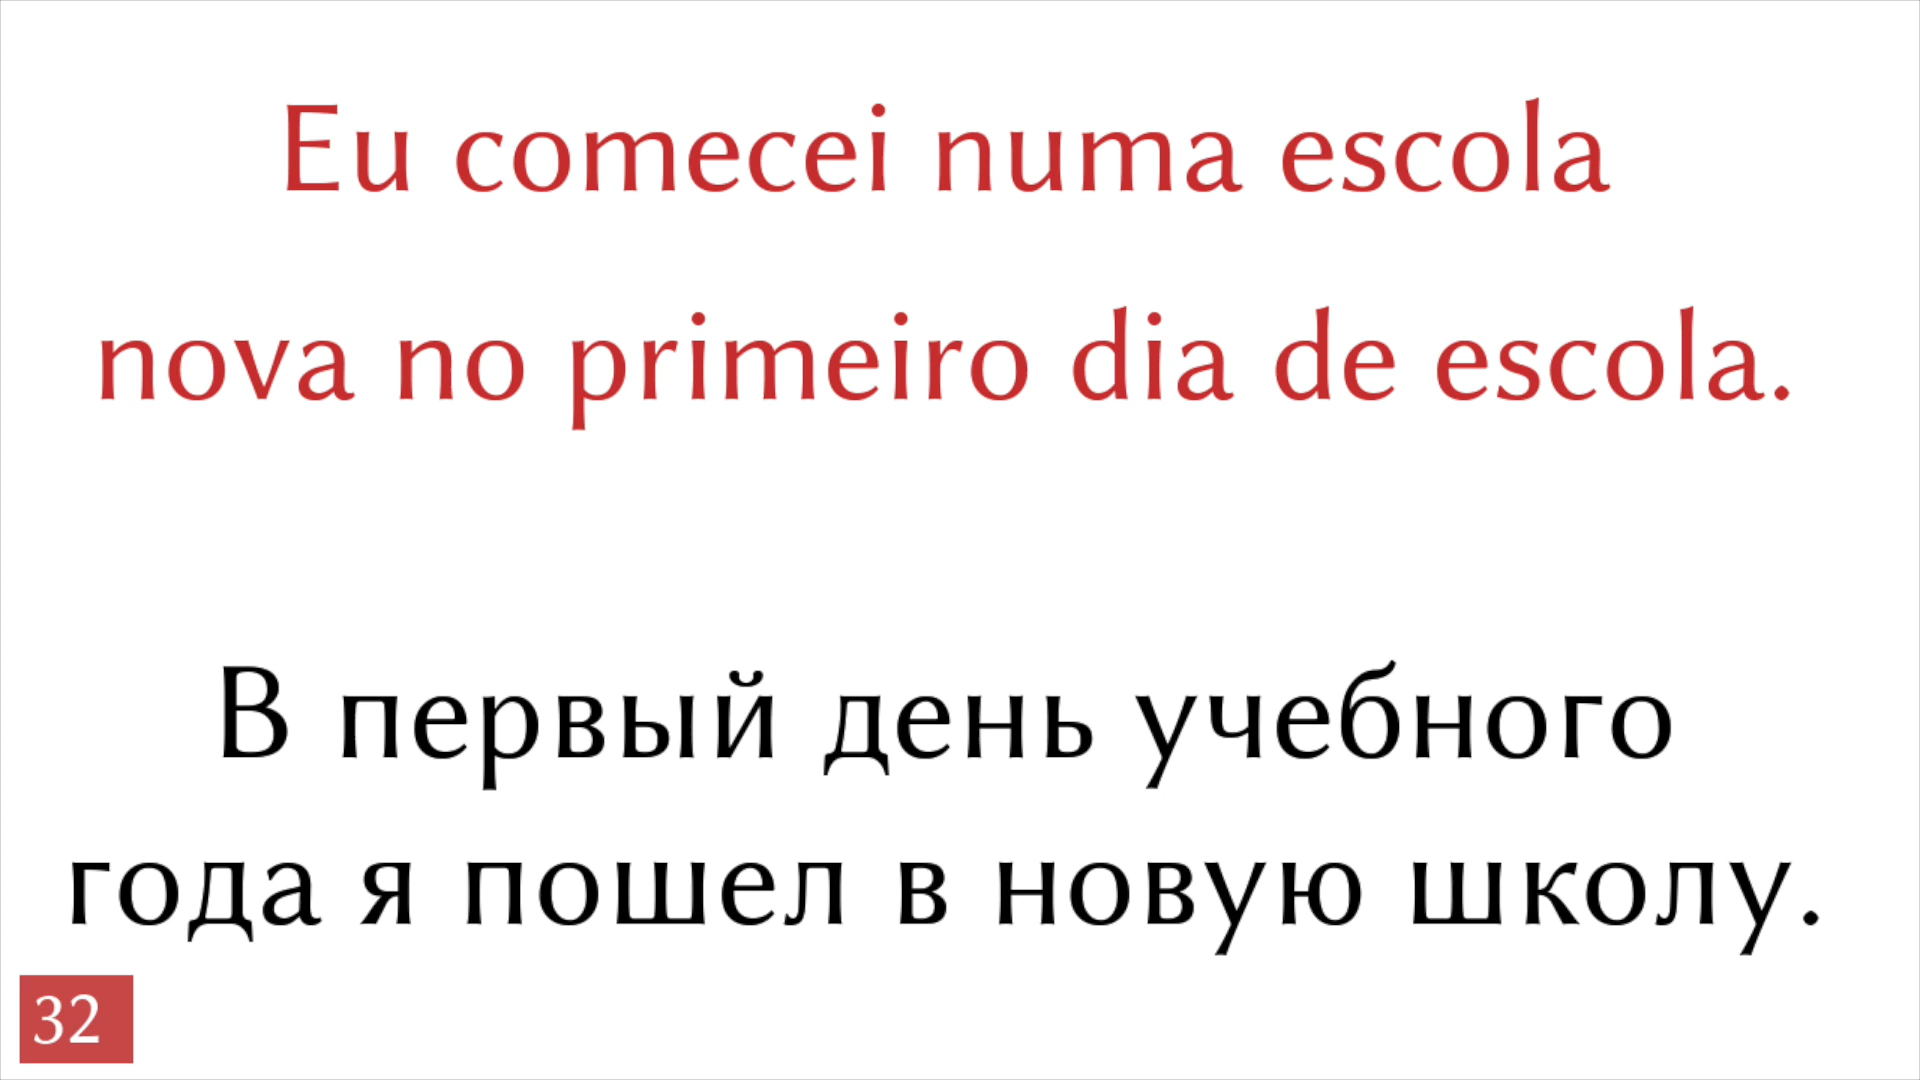 Eu comecei numa escola
nova no primeiro dia de escola.
В первый день учебного
года я пошел в новую школу.
32